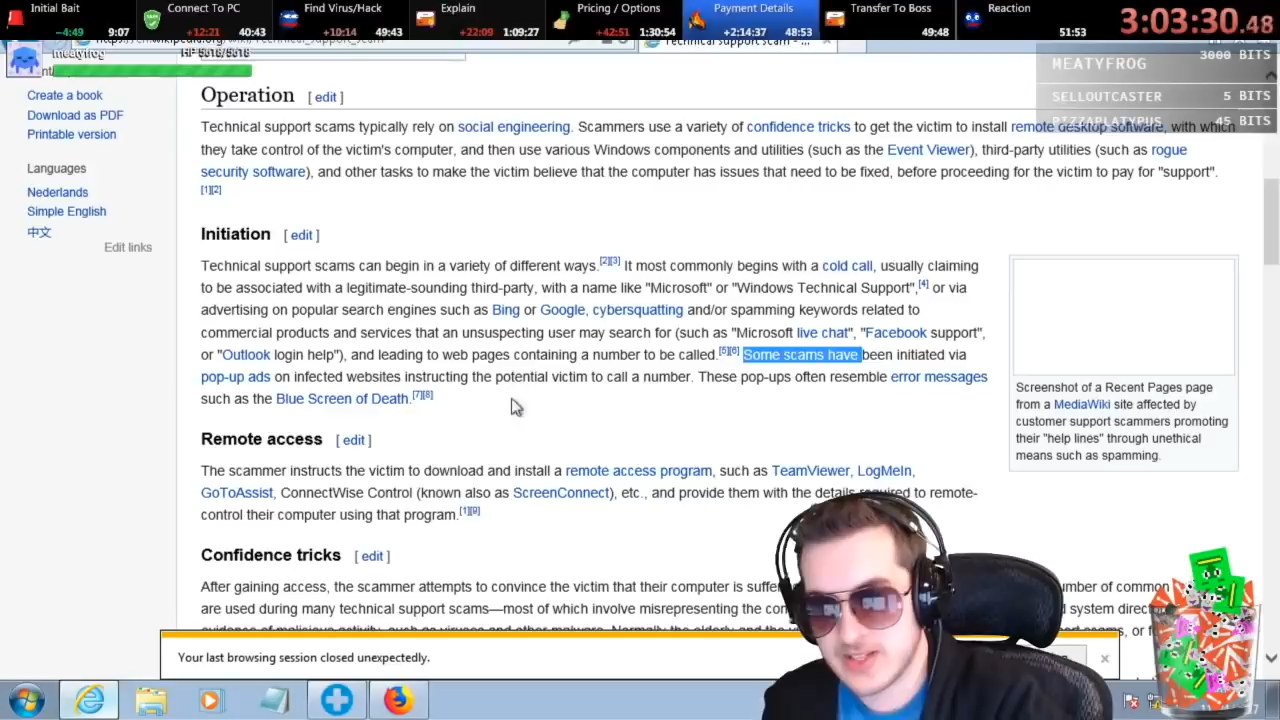 Initial Bait
-4:49 9:07
Connect To PC
+12:21 40:43
Find Virus/Hack
+10:14 49:43
Explain
+22:09 1:09:27
Pricing / Options
+42:51 1:30:54
Payment Details
+2:14:37 48:53
Transfer To Boss
49:48
Reaction
51:53
3:03:30.48
meatyfrog
MEATYFROG 3000 BITS
SELLOUTCASTER 5 BITS
PIZZAPLATYPUS 45 BITS
Create a book
Download as PDF
Printable version
Languages
Nederlands
Simple English
中文
Edit links
Operation [ edit ]
Technical support scams typically rely on social engineering. Scammers use a variety of confidence tricks to get the victim to install remote desktop software, with which
they take control of the victim's computer, and then use various Windows components and utilities (such as the Event Viewer), third-party utilities (such as rogue
security software), and other tasks to make the victim believe that the computer has issues that need to be fixed, before proceeding for the victim to pay for "support".
[1][2]
Initiation [ edit ]
Technical support scams can begin in a variety of different ways.[2][3] It most commonly begins with a cold call, usually claiming
to be associated with a legitimate-sounding third-party, with a name like "Microsoft" or "Windows Technical Support",[4] or via
advertising on popular search engines such as Bing or Google, cybersquatting and/or spamming keywords related to
commercial products and services that an unsuspecting user may search for (such as "Microsoft live chat", "Facebook support",
or "Outlook login help"), and leading to web pages containing a number to be called.[5][6] Some scams have been initiated via
pop-up ads on infected websites instructing the potential victim to call a number. These pop-ups often resemble error messages
such as the Blue Screen of Death.[7][8]
Screenshot of a Recent Pages page
from a MediaWiki site affected by
customer support scammers promoting
their "help lines" through unethical
means such as spamming.
Remote access [ edit ]
The scammer instructs the victim to download and install a remote access program, such as TeamViewer, LogMeIn,
GoToAssist, ConnectWise Control (known also as ScreenConnect), etc., and provide them with the details required to remote-
control their computer using that program.[1][9]
Confidence tricks [ edit ]
After gaining access, the scammer attempts to convince the victim that their computer is of common
are used during many technical support scams—most of which involve misrepresenting the system
Your last browsing session closed unexpectedly.